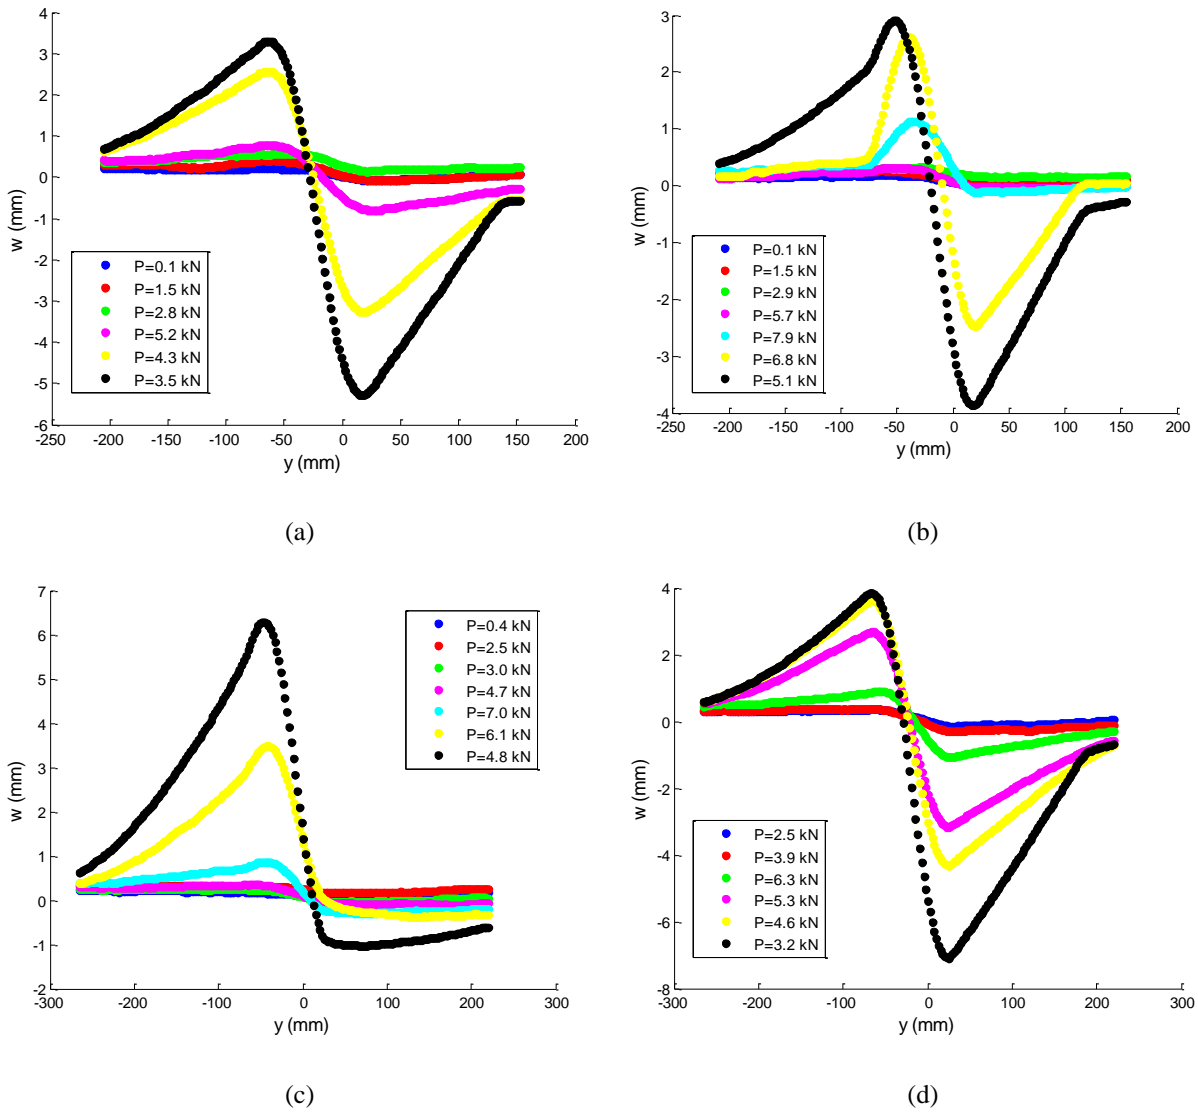 4
3
2
1
0
-1
-2
-3
-4
-5
-6
w (mm)
P=0.1 kN
P=1.5 kN
P=2.8 kN
P=5.2 kN
P=4.3 kN
P=3.5 kN
-250 -200 -150 -100 -50 0 50 100 150 200
y (mm)
(a)
3
2
1
0
-1
-2
-3
-4
w (mm)
P=0.1 kN
P=1.5 kN
P=2.9 kN
P=5.7 kN
P=7.9 kN
P=6.8 kN
P=5.1 kN
-250 -200 -150 -100 -50 0 50 100 150 200
y (mm)
(b)
7
6
5
4
3
2
1
0
-1
-2
w (mm)
P=0.4 kN
P=2.5 kN
P=3.0 kN
P=4.7 kN
P=7.0 kN
P=6.1 kN
P=4.8 kN
-300 -200 -100 0 100 200 300
y (mm)
(c)
4
2
0
-2
-4
-6
-8
w (mm)
P=2.5 kN
P=3.9 kN
P=6.3 kN
P=5.3 kN
P=4.6 kN
P=3.2 kN
-300 -200 -100 0 100 200 300
y (mm)
(d)